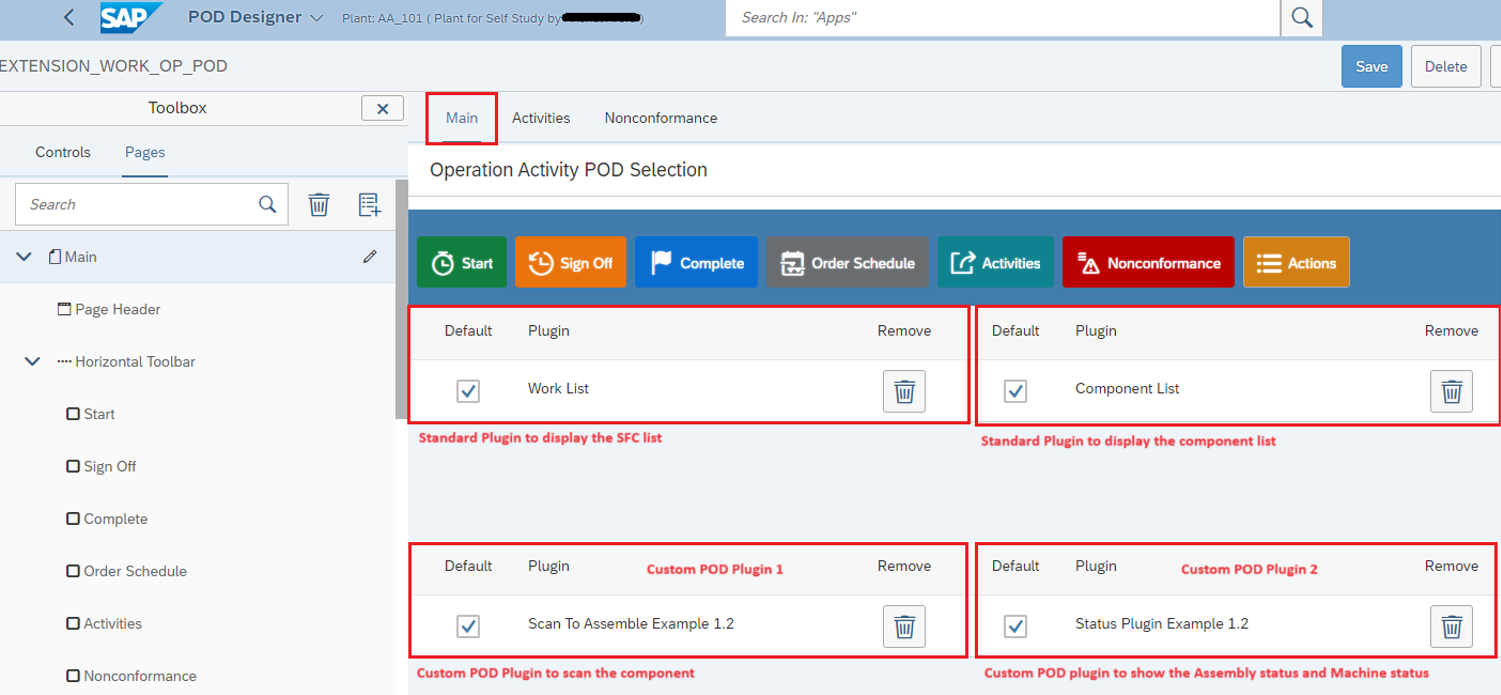 SAP POD Designer Plant: AA_101 ( Plant for Self Study by ) Search In: "Apps"
EXTENSION_WORK_OP_POD Save Delete
Toolbox
Controls Pages
Search
Main
Page Header
Horizontal Toolbar
Start
Sign Off
Complete
Order Schedule
Activities
Nonconformance
Main Activities Nonconformance
Operation Activity POD Selection
Start Sign Off Complete Order Schedule Activities Nonconformance Actions
Default Plugin Remove
Work List
Standard Plugin to display the SFC list
Default Plugin Remove
Component List
Standard Plugin to display the component list
Default Plugin Custom POD Plugin 1 Remove
Scan To Assemble Example 1.2
Custom POD Plugin to scan the component
Default Plugin Custom POD Plugin 2 Remove
Status Plugin Example 1.2
Custom POD plugin to show the Assembly status and Machine status